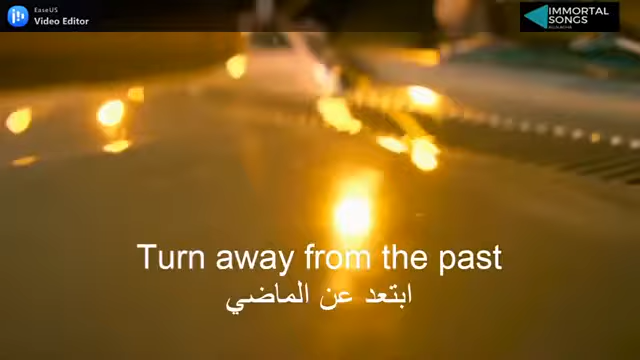 EaseUS
Video Editor
IMMORTAL
SONGS
Turn away from the past
ابتعد عن الماضي